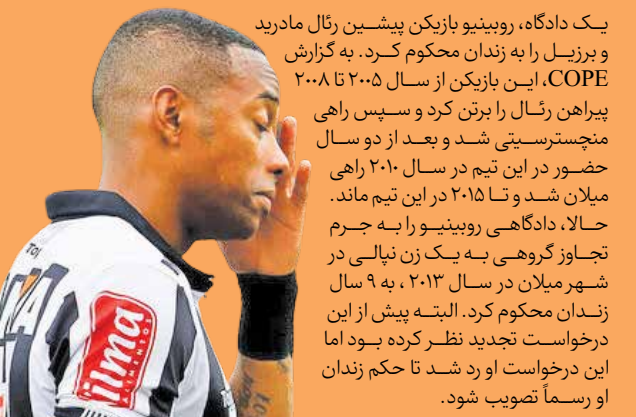 یک دادگاه، روبینیو بازیکن پیشین رئال مادرید
و برزیل را به زندان محکوم کرد. به گزارش
COPE، این بازیکن از سال ۲۰۰۵ تا ۲۰۰۸
پیراهن رئال را برتن کرد و سپس راهی
منچسترسیتی شد و بعد از دو سال
حضور در این تیم در سال ۲۰۱۰ راهی
میلان شد و تا ۲۰۱۵ در این تیم ماند.
حالا، دادگاهی روبینیو را به جرم
تجاوز گروهی به یک زن نپالی در
شهر میلان در سال ۲۰۱۳ ، به ۹ سال
زندان محکوم کرد. البته پیش از این
درخواست تجدید نظر کرده بود اما
این درخواست او رد شد تا حکم زندان
او رسماً تصویب شود.
ALIMENTOS